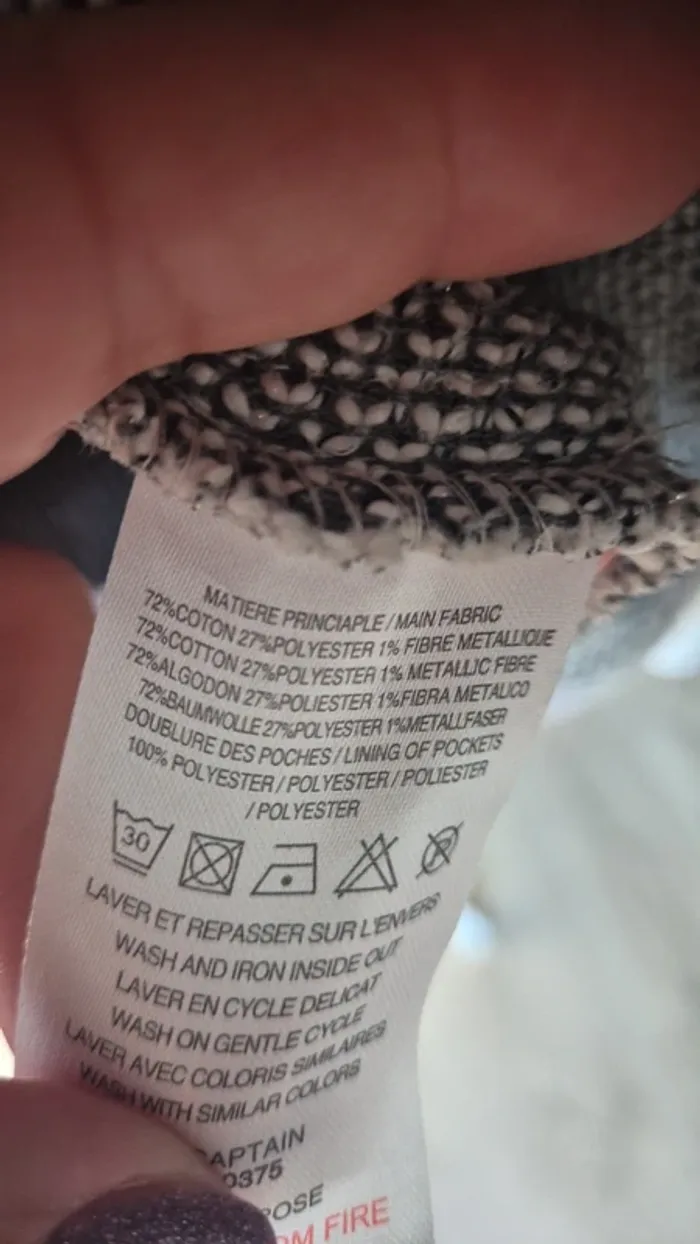 MATIERE PRINCIAPLE / MAIN FABRIC
72%COTON 27%POLYESTER 1% FIBRE METALLIQUE
72%COTTON 27%POLYESTER 1% METALLIC FIBRE
72%ALGODON 27%POLIESTER 1%FIBRA METALICO
72%BAUMWOLLE 27%POLYESTER 1%METALLFASER
DOUBLURE DES POCHES / LINING OF POCKETS
100% POLYESTER / POLYESTER / POLIESTER
/ POLYESTER
30
P
LAVER ET REPASSER SUR L'ENVERS
WASH AND IRON INSIDE OUT
LAVER EN CYCLE DELICAT
WASH ON GENTLE CYCLE
LAVER AVEC COLORIS SIMILAIRES
WASH WITH SIMILAR COLORS
APTAIN
0375
OSE
FIRE